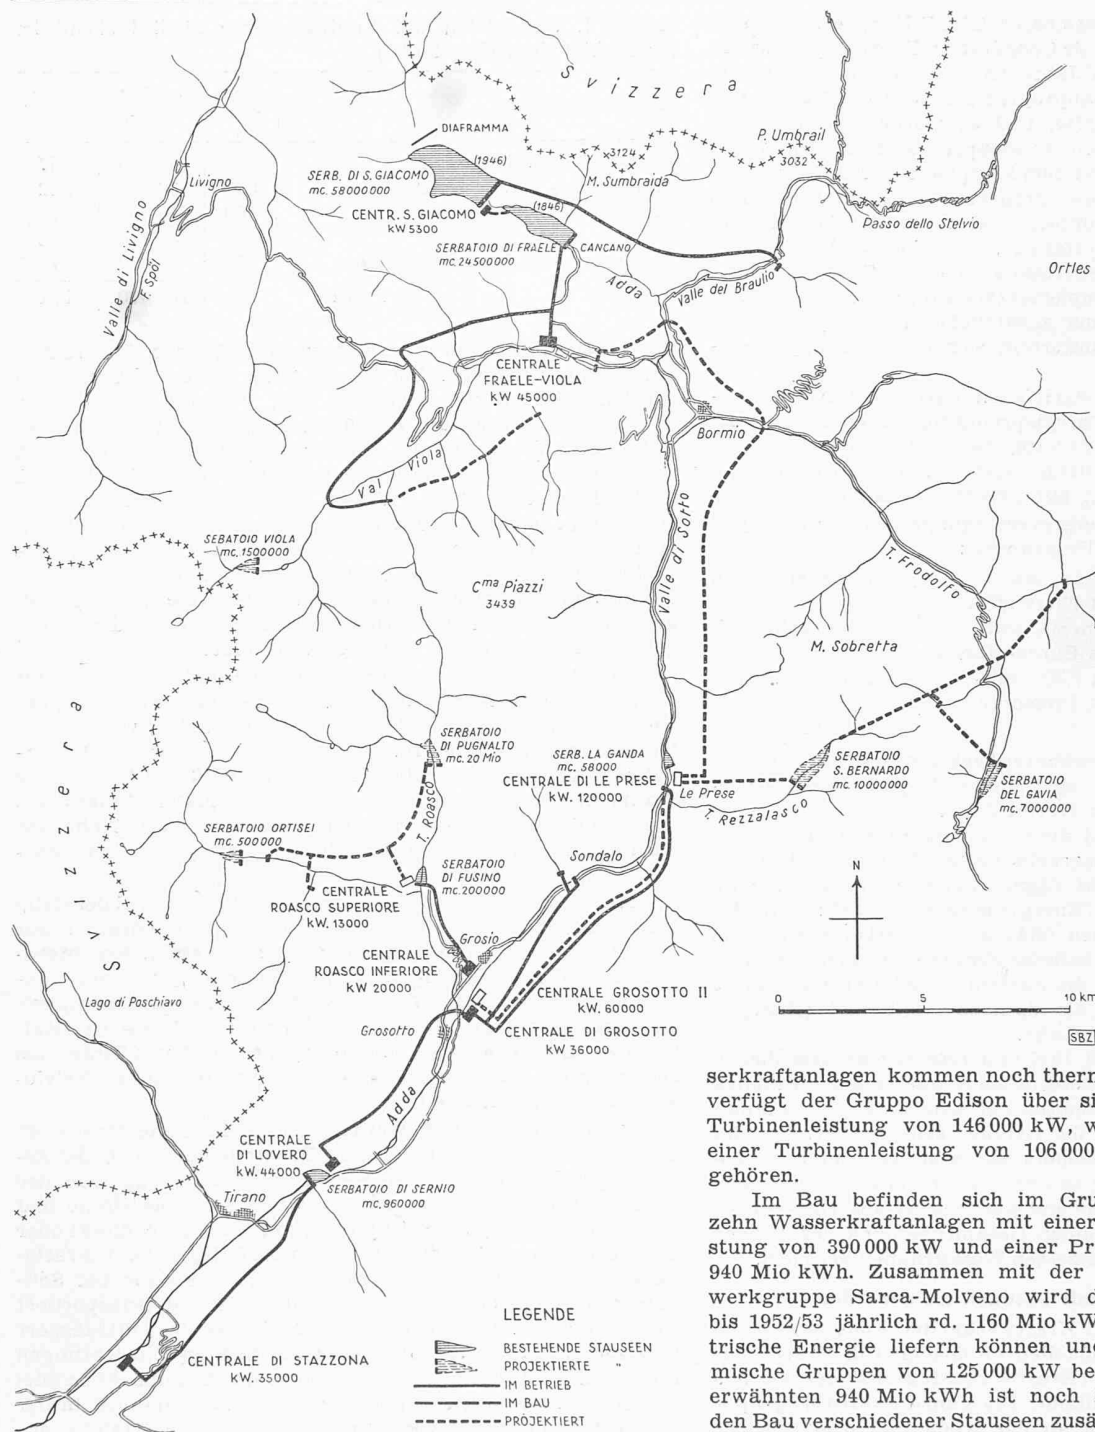 Svizzera
DIAFRAMMA
(1946)
3124
P. Umbrail
3032
SERB. DI S. GIACOMO
mc. 58000000
M. Sumbraida
Livigno
CENTR. S. GIACOMO
kW 5300
(1846)
Passo dello Stelvio
SERBATOIO DI FRAELE
mc. 24500000
CANCANO
Ortles
Valle di Livigno
F. Spöl
Adda
Valle del Braulio
CENTRALE
FRAELE-VIOLA
kW 45000
Bormio
Val Viola
SEBATOIO VIOLA
mc. 1500000
Valle di Sotto
T. Frodolfo
Cma Piazzi
3439
M. Sobretta
Svizzera
SERBATOIO
DI PUGNALTO
mc. 20 Mio
SERB. LA GANDA
mc. 58000
CENTRALE DI LE PRESE
kW. 120000
Le Prese
SERBATOIO
S. BERNARDO
mc. 10000000
SERBATOIO
DEL GAVIA
mc. 7000000
T. Rezzalasco
T. Roasco
SERBATOIO ORTISEI
mc. 500000
SERBATOIO
DI FUSINO
mc. 200000
Sondalo
CENTRALE
ROASCO SUPERIORE
kW. 13000
N
Grosio
CENTRALE
ROASCO INFERIORE
kW 20000
Lago di Poschiavo
CENTRALE GROSOTTO II
kW. 60000
0 5 10 km
Grosotto
CENTRALE DI GROSOTTO
kW 36000
SBZ
Adda
CENTRALE
DI LOVERO
kW. 44000
Tirano
SERBATOIO DI SERNIO
mc. 960000
CENTRALE DI STAZZONA
kW. 35000
LEGENDE
BESTEHENDE STAUSEEN
PROJEKTIERTE "
IM BETRIEB
IM BAU
PROJEKTIERT
serkraftanlagen kommen noch therr
verfügt der Gruppo Edison über si
Turbinenleistung von 146 000 kW, w
einer Turbinenleistung von 106 000
gehören.
Im Bau befinden sich im Gru
zehn Wasserkraftanlagen mit einer
stung von 390 000 kW und einer Pr
940 Mio kWh. Zusammen mit der
werkgruppe Sarca-Molveno wird d
bis 1952/53 jährlich rd. 1160 Mio kW
trische Energie liefern können und
mische Gruppen von 125 000 kW be
erwähnten 940 Mio kWh ist noch
den Bau verschiedener Stauseen zusä